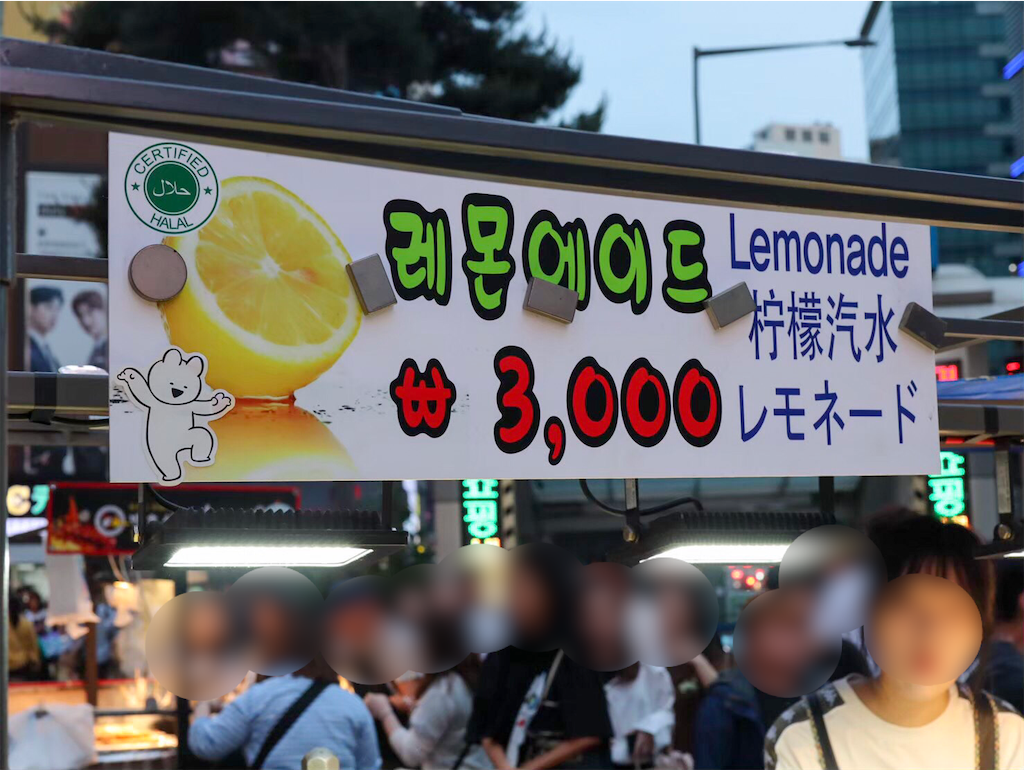 CERTIFIED
حلال
HALAL
레몬에이드
₩ 3,000
Lemonade
柠檬汽水
レモネード